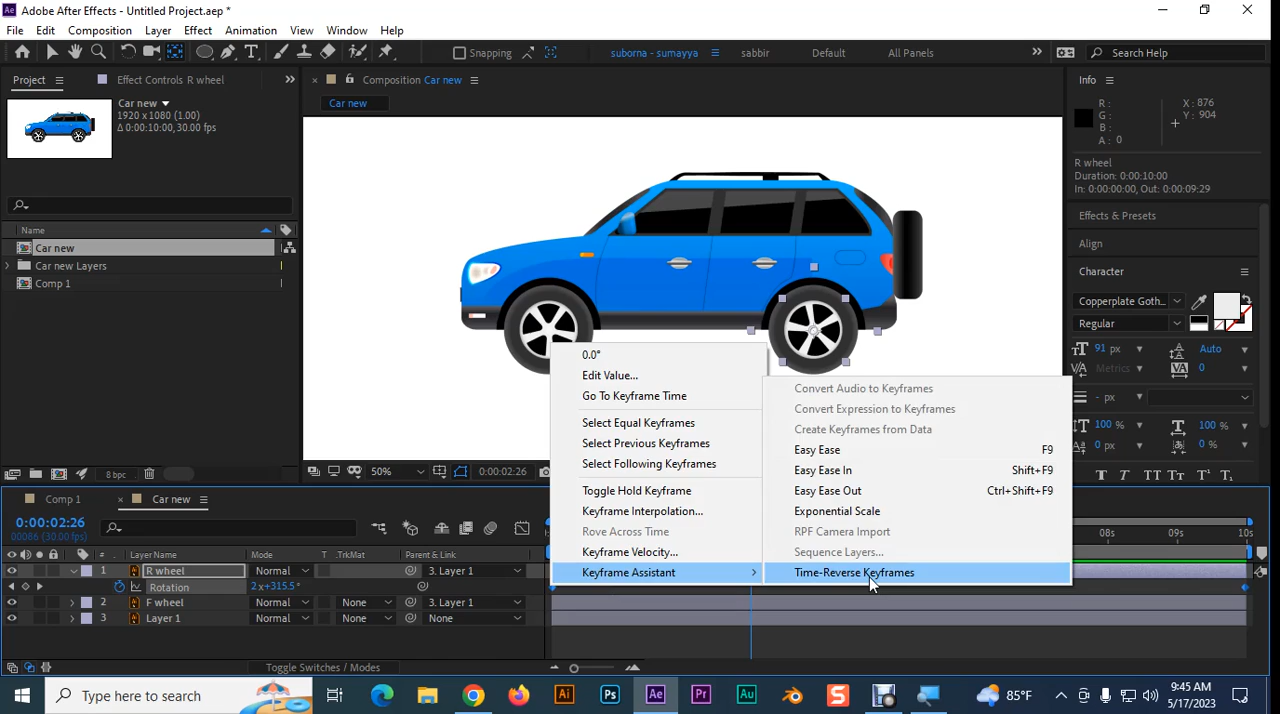 Adobe After Effects - Untitled Project.aep *
File Edit Composition Layer Effect Animation View Window Help
Snapping suborna - sumayya sabbir Default All Panels Search Help
Project Effect Controls R wheel Composition Car new Info
Car new
1920 x 1080 (1.00)
Δ 0:00:10:00, 30.00 fps
Car new
R : X : 876
G : Y : 904
B :
A : 0
R wheel
Duration: 0:00:10:00
In: 0:00:00:00, Out: 0:00:09:29
Effects & Presets
Align
Character
Name
Car new
Car new Layers
Comp 1
Copperplate Goth...
Regular
91 px Auto
Metrics 0
- px
100 % 100 %
0 px 0 %
T T TT Tr T¹ T₁
8 bpc
50% 0:00:02:26
0.0°
Edit Value...
Go To Keyframe Time
Select Equal Keyframes
Select Previous Keyframes
Select Following Keyframes
Toggle Hold Keyframe
Keyframe Interpolation...
Rove Across Time
Keyframe Velocity...
Keyframe Assistant
Convert Audio to Keyframes
Convert Expression to Keyframes
Create Keyframes from Data
Easy Ease F9
Easy Ease In Shift+F9
Easy Ease Out Ctrl+Shift+F9
Exponential Scale
RPF Camera Import
Sequence Layers...
Time-Reverse Keyframes
Comp 1 Car new
0:00:02:26
00086 (30.00 fps)
08s 09s 10s
# Layer Name Mode T .TrkMat Parent & Link
1 R wheel Normal 3. Layer 1
Rotation 2x+315.5°
2 F wheel Normal None 3. Layer 1
3 Layer 1 Normal None None
Toggle Switches / Modes
Type here to search
85°F
9:45 AM
5/17/2023